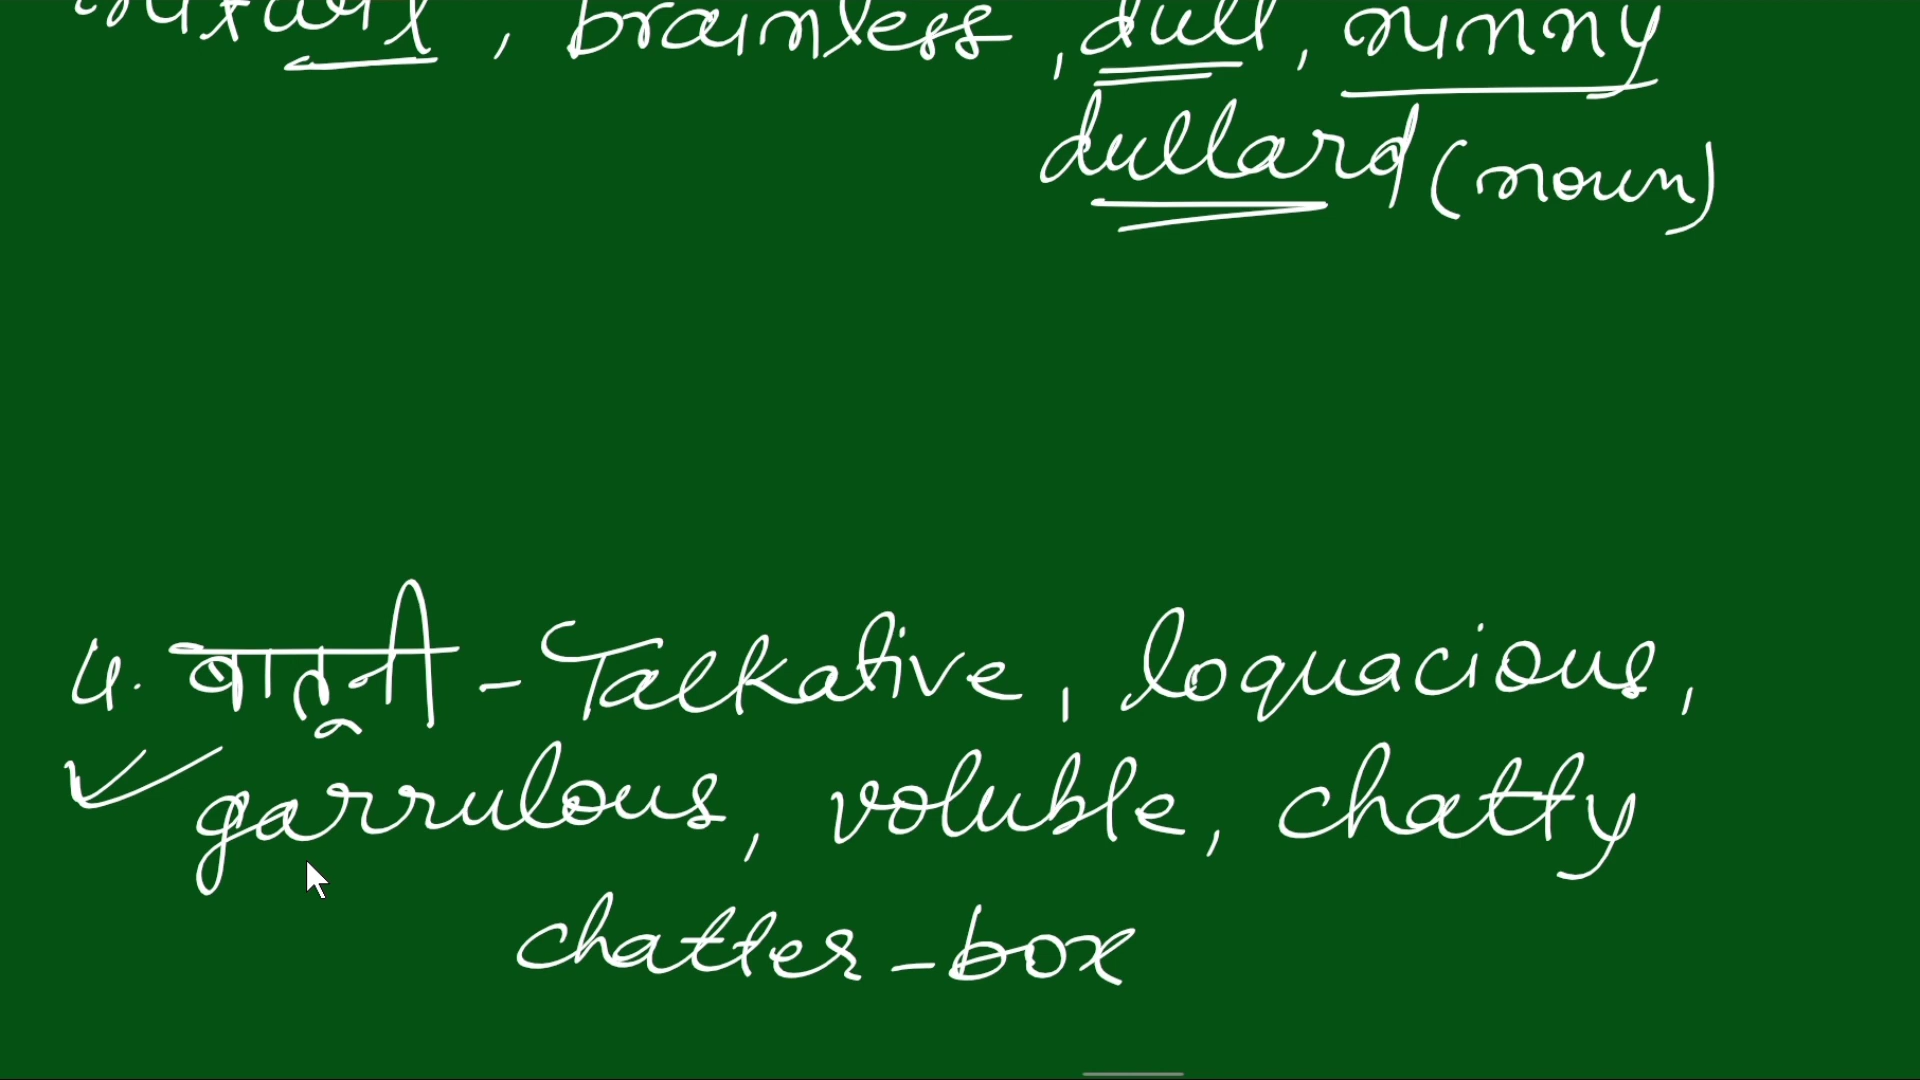 , brainless, dull, ninny
dullard (noun)
4. बातूनी - Talkative, loquacious,
garrulous, voluble, chatty
chatter-box